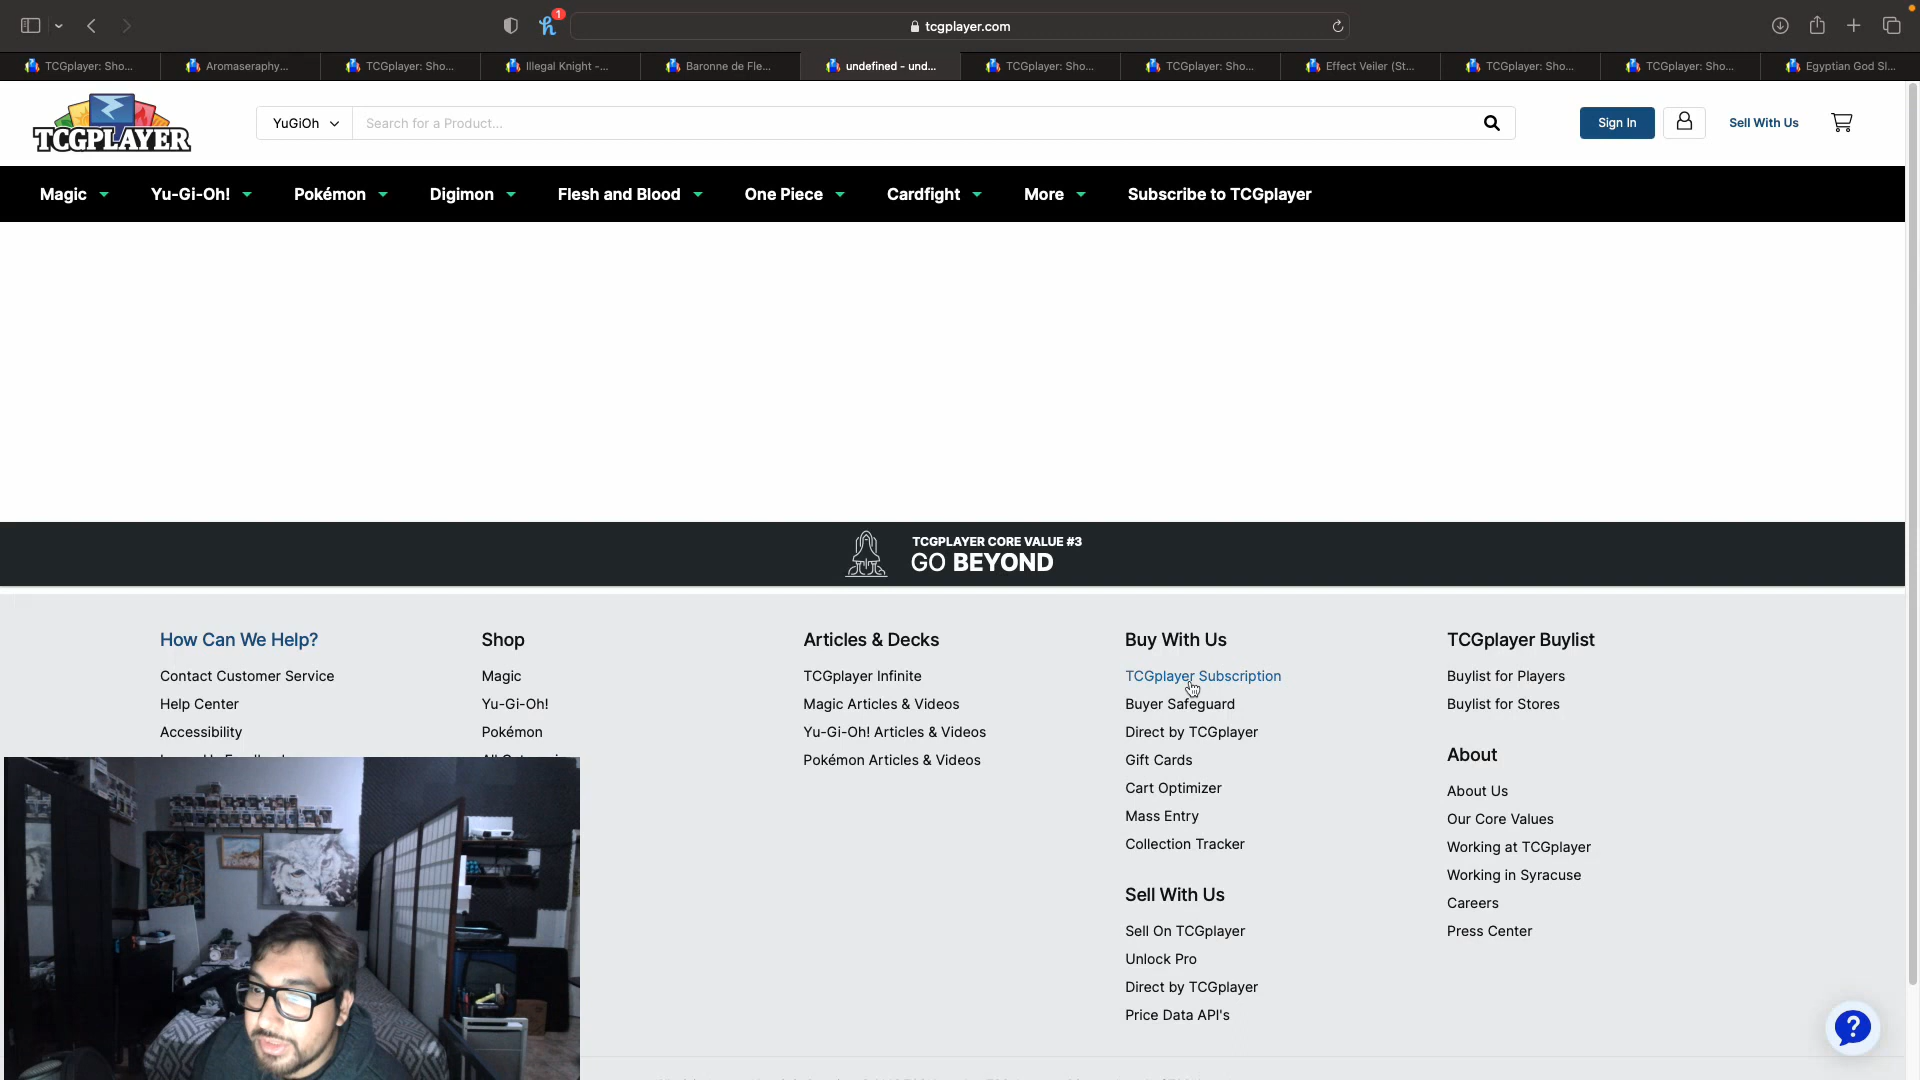 1
tcgplayer.com
TCGplayer: Sho...
Aromaseraphy...
TCGplayer: Sho...
Illegal Knight -...
Baronne de Fle...
undefined - und...
TCGplayer: Sho...
TCGplayer: Sho...
Effect Veiler (St...
TCGplayer: Sho...
TCGplayer: Sho...
Egyptian God Sl...
TCGPLAYER
YuGiOh
Search for a Product...
Sign In
Sell With Us
Magic
Yu-Gi-Oh!
Pokémon
Digimon
Flesh and Blood
One Piece
Cardfight
More
Subscribe to TCGplayer
TCGPLAYER CORE VALUE #3
GO BEYOND
How Can We Help?
Contact Customer Service
Help Center
Accessibility
Shop
Magic
Yu-Gi-Oh!
Pokémon
Articles & Decks
TCGplayer Infinite
Magic Articles & Videos
Yu-Gi-Oh! Articles & Videos
Pokémon Articles & Videos
Buy With Us
TCGplayer Subscription
Buyer Safeguard
Direct by TCGplayer
Gift Cards
Cart Optimizer
Mass Entry
Collection Tracker
Sell With Us
Sell On TCGplayer
Unlock Pro
Direct by TCGplayer
Price Data API's
TCGplayer Buylist
Buylist for Players
Buylist for Stores
About
About Us
Our Core Values
Working at TCGplayer
Working in Syracuse
Careers
Press Center
?